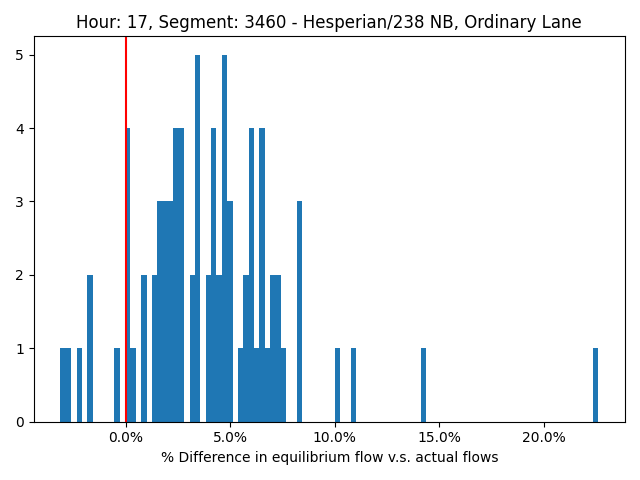 Hour: 17, Segment: 3460 - Hesperian/238 NB, Ordinary Lane
5
4
3
2
1
0
0.0% 5.0% 10.0% 15.0% 20.0%
% Difference in equilibrium flow v.s. actual flows